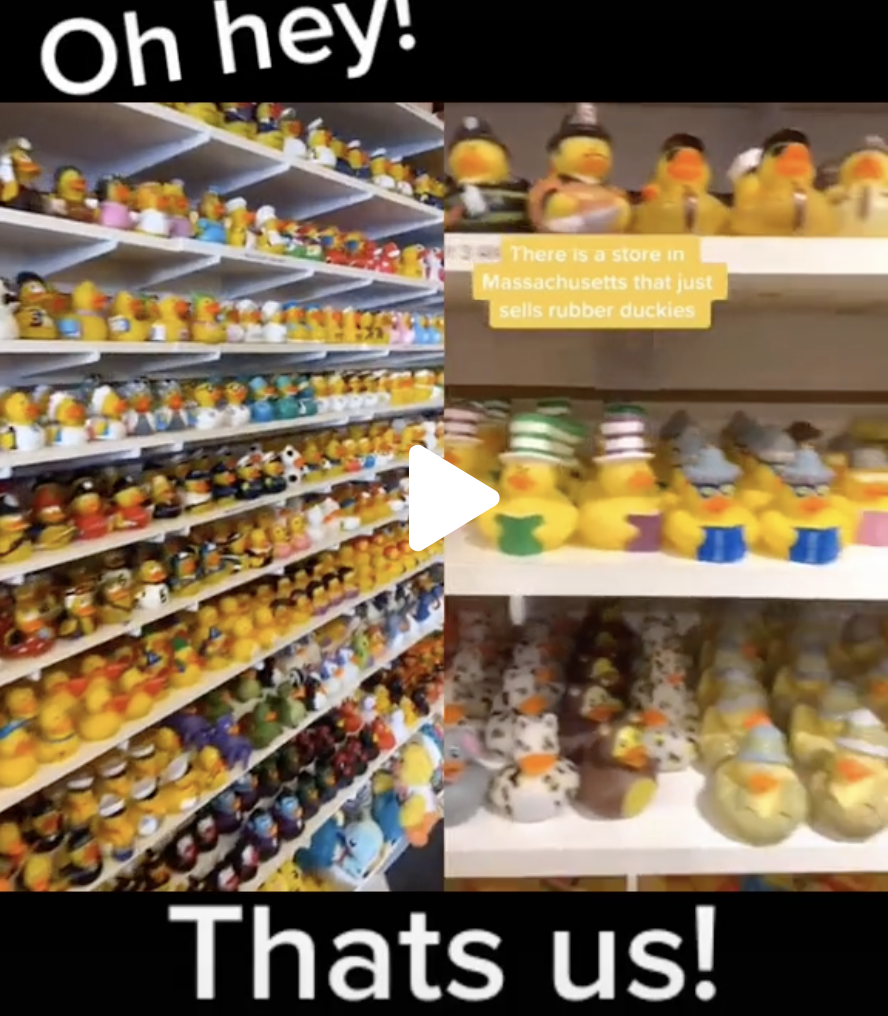 Oh hey!
There is a store in
Massachusetts that just
sells rubber duckies
Thats us!